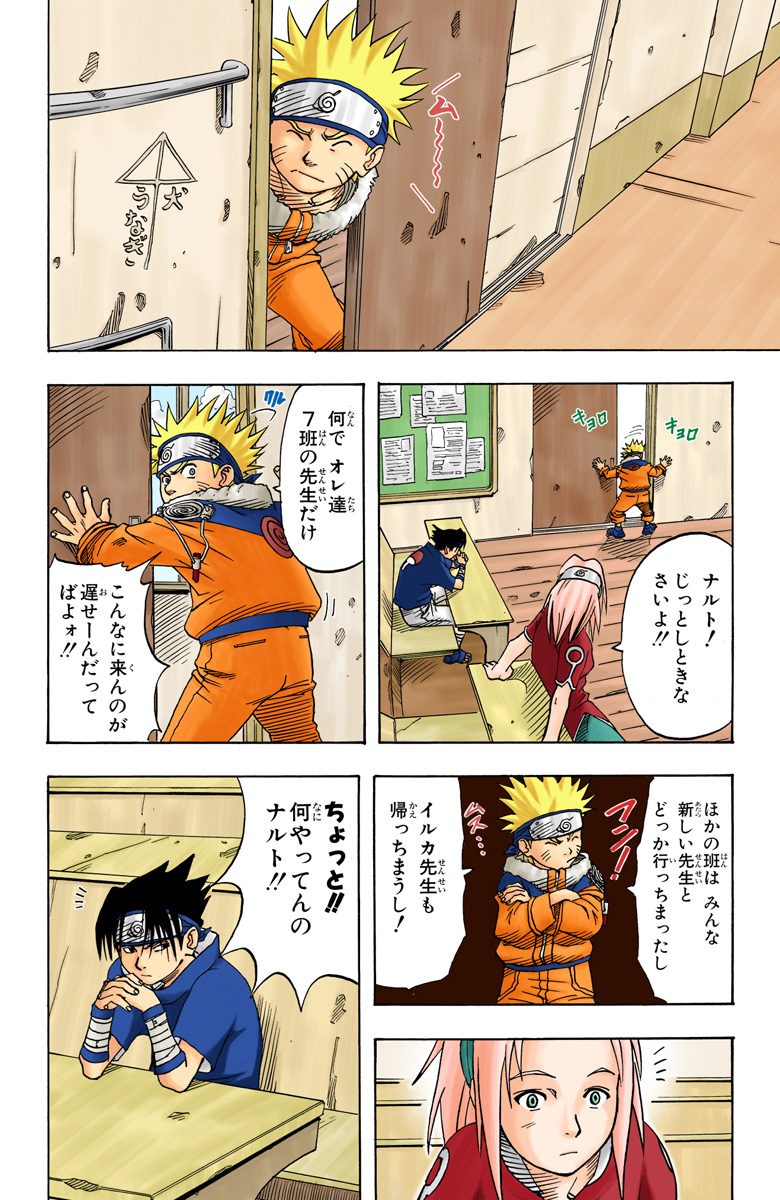 ム〜〜〜
犬
うなぎ
キョロ
キョロ
ナルト！
じっとしときな
さいよ!!
クルッ
何で オレ達
７班の先生だけ
こんなに来んのが
遅せーんだって
ばよォ!!
ほかの班は みんな
新しい先生と
どっか行っちまったし
プン！
ムス…
イルカ先生も
帰っちまうし！
ちょっと!!
何やってんの
ナルト!!